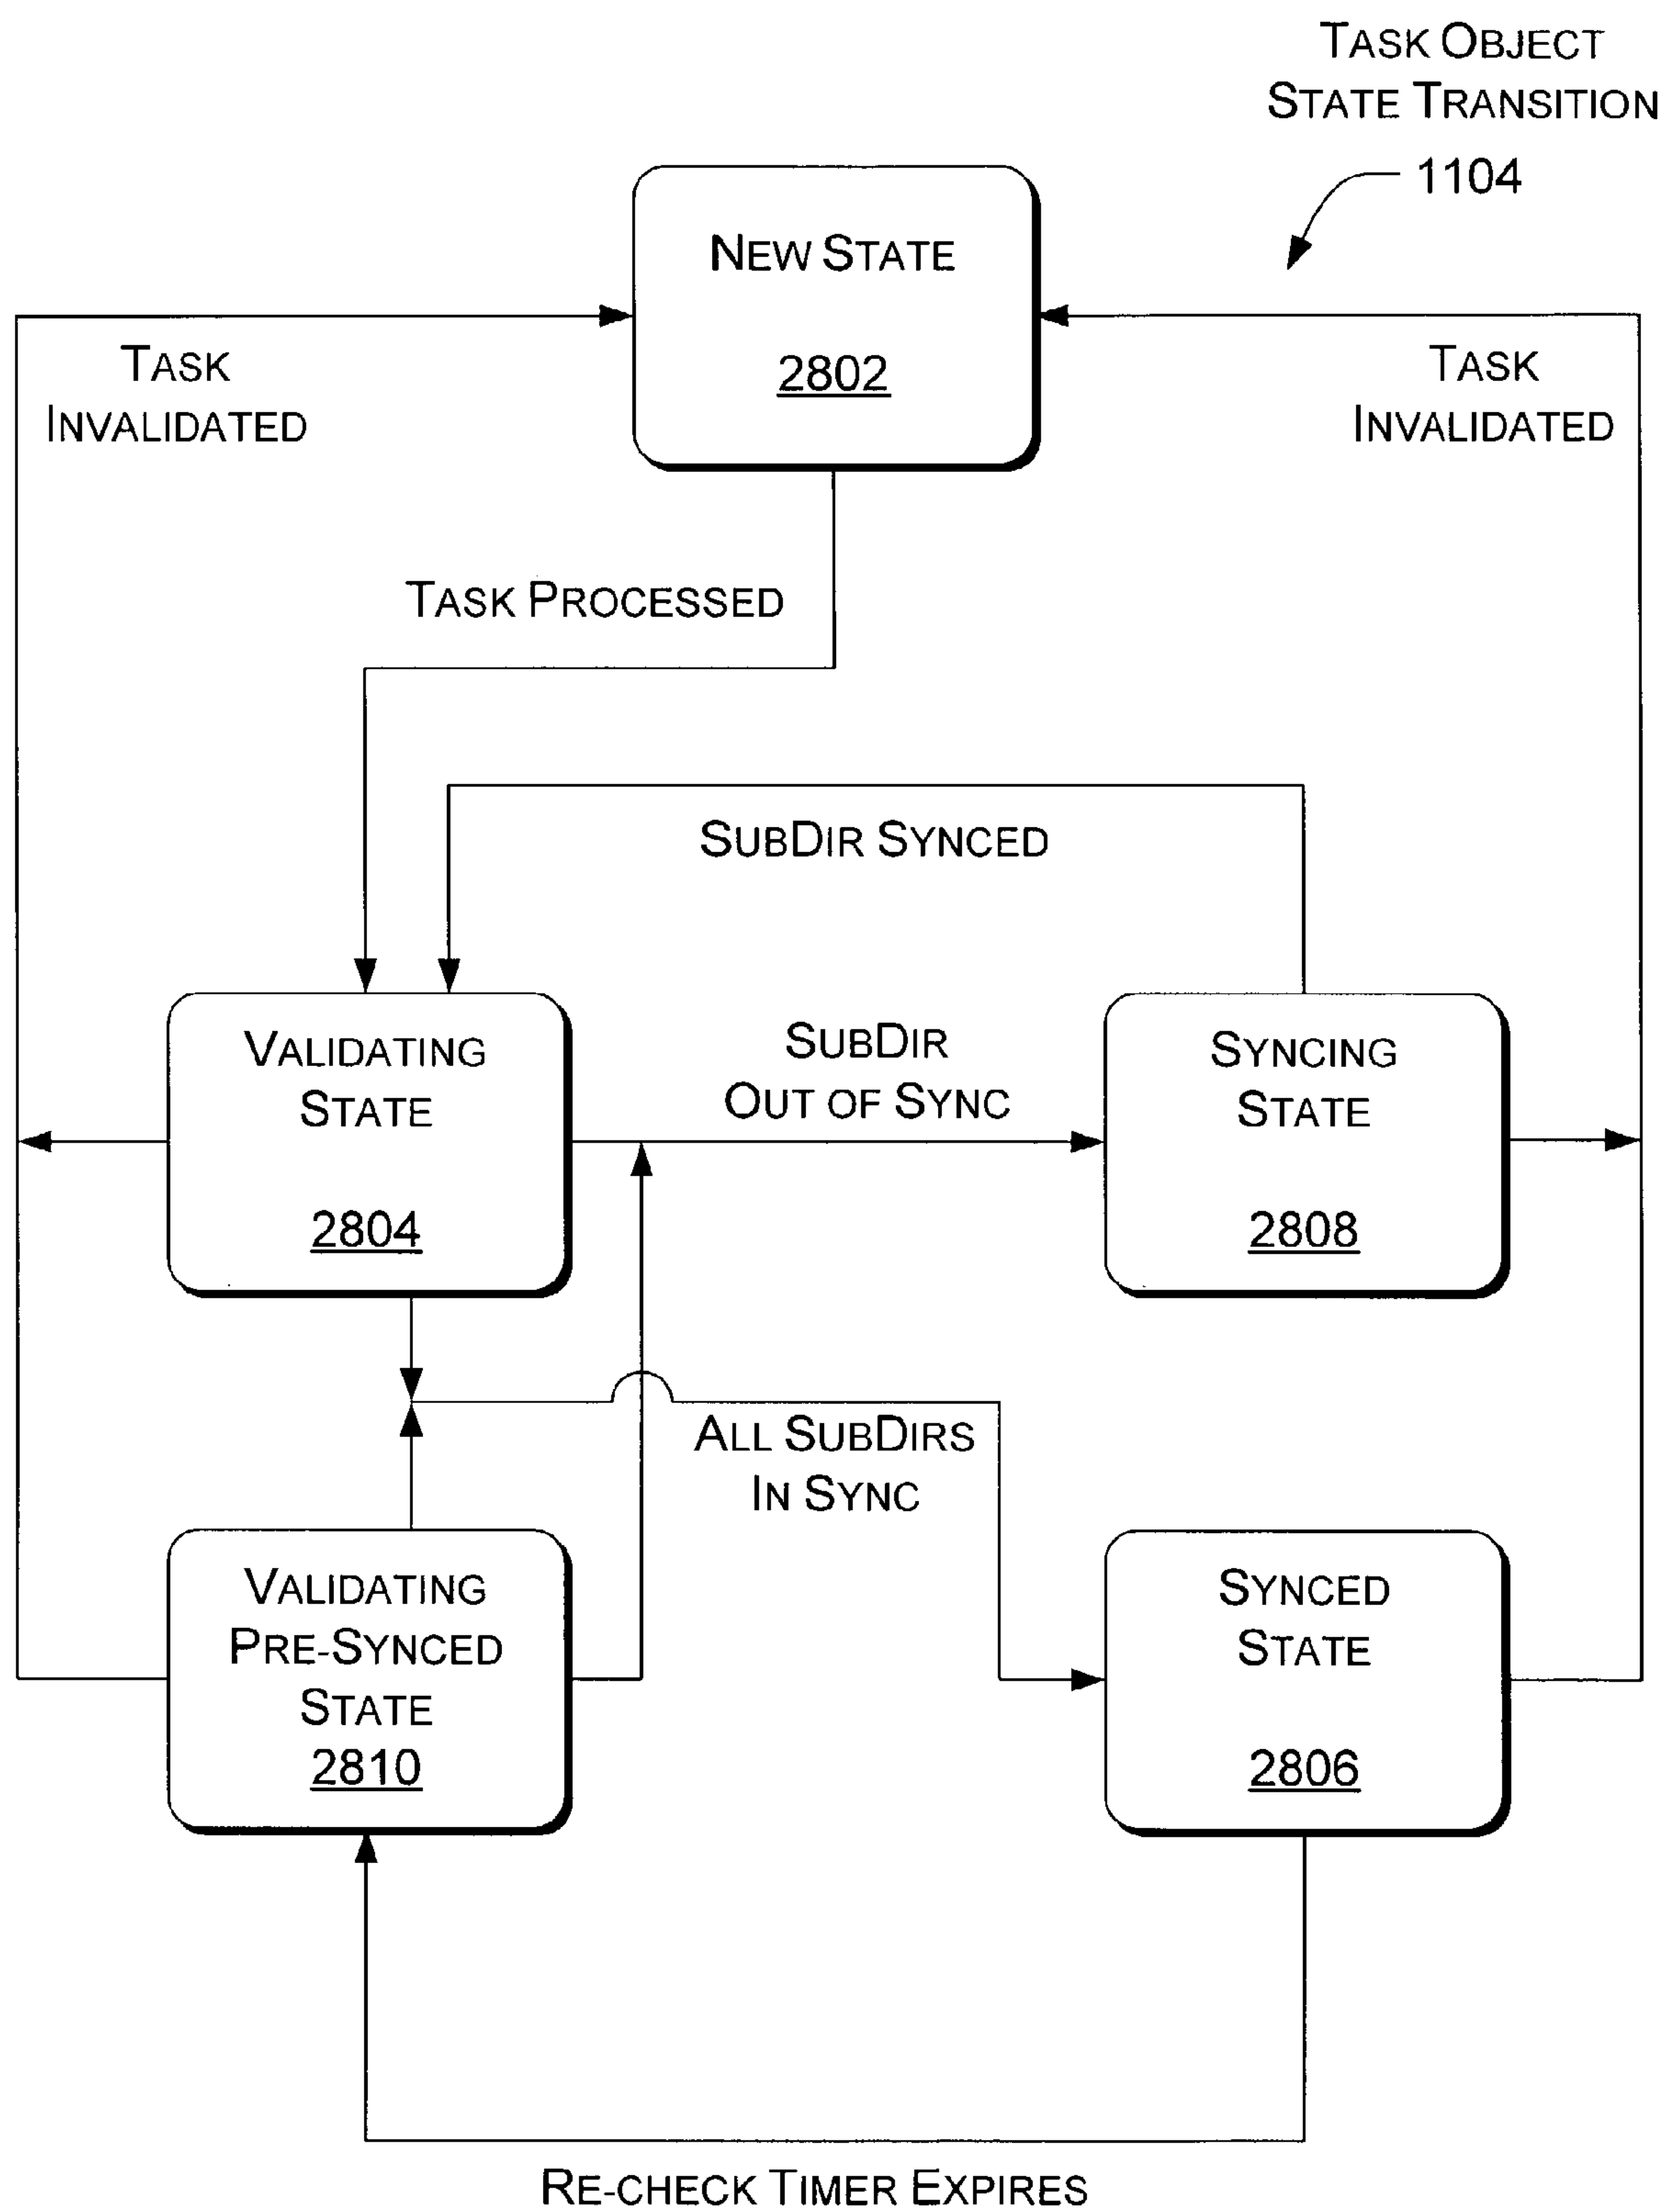 TASK OBJECT
STATE TRANSITION
1104
NEW STATE
2802
TASK
INVALIDATED
TASK
INVALIDATED
TASK PROCESSED
SUBDIR SYNCED
VALIDATING
STATE
2804
SUBDIR
OUT OF SYNC
SYNCING
STATE
2808
ALL SUBDIRS
IN SYNC
VALIDATING
PRE-SYNCED
STATE
2810
SYNCED
STATE
2806
RE-CHECK TIMER EXPIRES